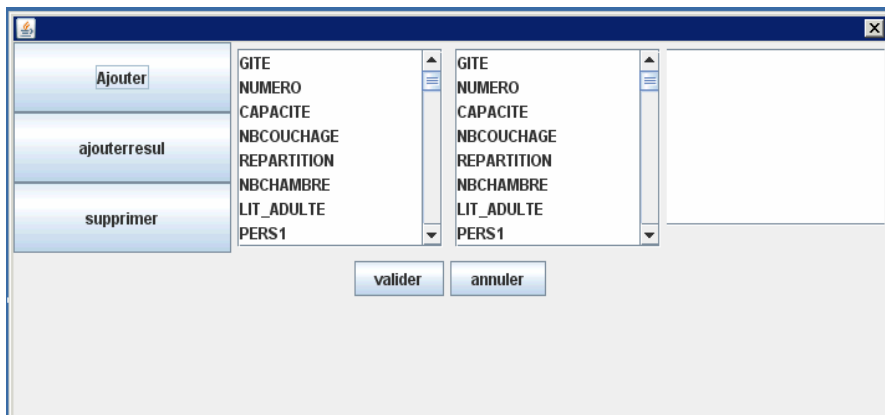 Ajouter
ajouterresul
supprimer
GITE
NUMERO
CAPACITE
NBCOUCHAGE
REPARTITION
NBCHAMBRE
LIT_ADULTE
PERS1
GITE
NUMERO
CAPACITE
NBCOUCHAGE
REPARTITION
NBCHAMBRE
LIT_ADULTE
PERS1
valider annuler